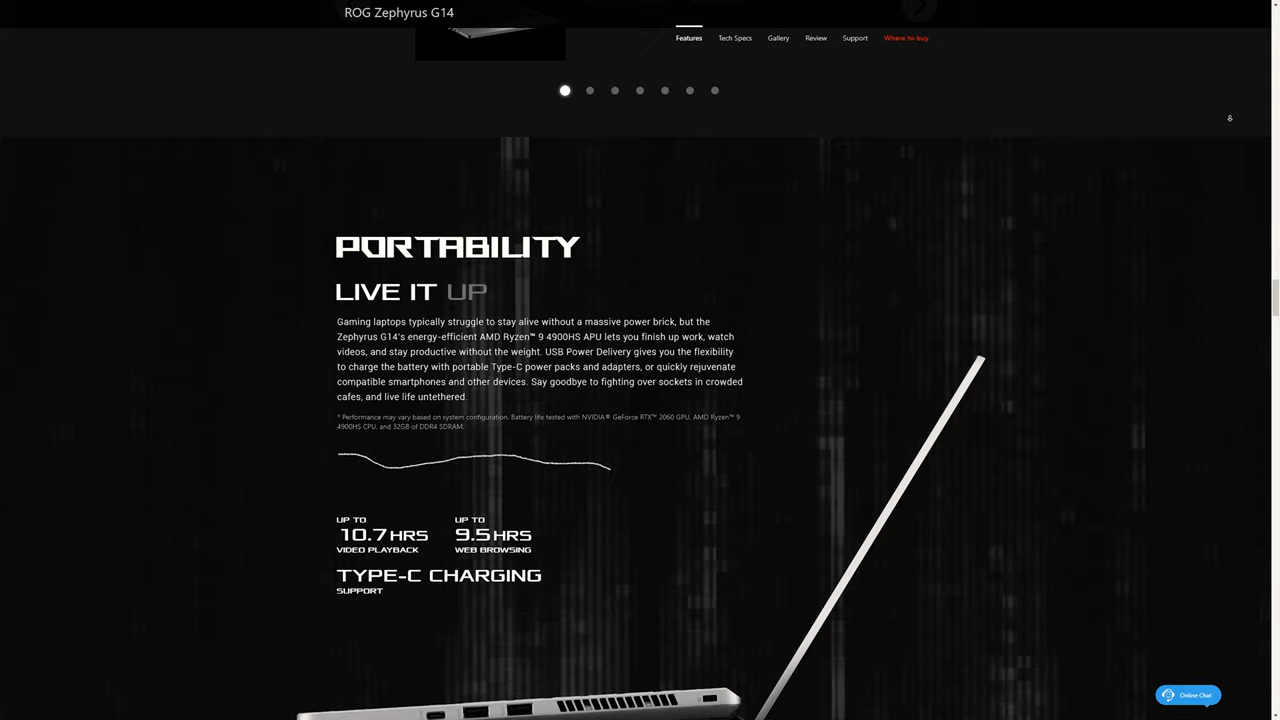 ROG Zephyrus G14
Features Tech Specs Gallery Review Support Where to buy
PORTABILITY
LIVE IT UP
Gaming laptops typically struggle to stay alive without a massive power brick, but the
Zephyrus G14's energy-efficient AMD Ryzen™ 9 4900HS APU lets you finish up work, watch
videos, and stay productive without the weight. USB Power Delivery gives you the flexibility
to charge the battery with portable Type-C power packs and adapters, or quickly rejuvenate
compatible smartphones and other devices. Say goodbye to fighting over sockets in crowded
cafes, and live life untethered.
* Performance may vary based on system configuration. Battery life tested with NVIDIA® GeForce RTX™ 2060 GPU, AMD Ryzen™ 9
4900HS CPU, and 32GB of DDR4 SDRAM.
UP TO
10.7 HRS
VIDEO PLAYBACK
UP TO
9.5 HRS
WEB BROWSING
TYPE-C CHARGING
SUPPORT
Online Chat